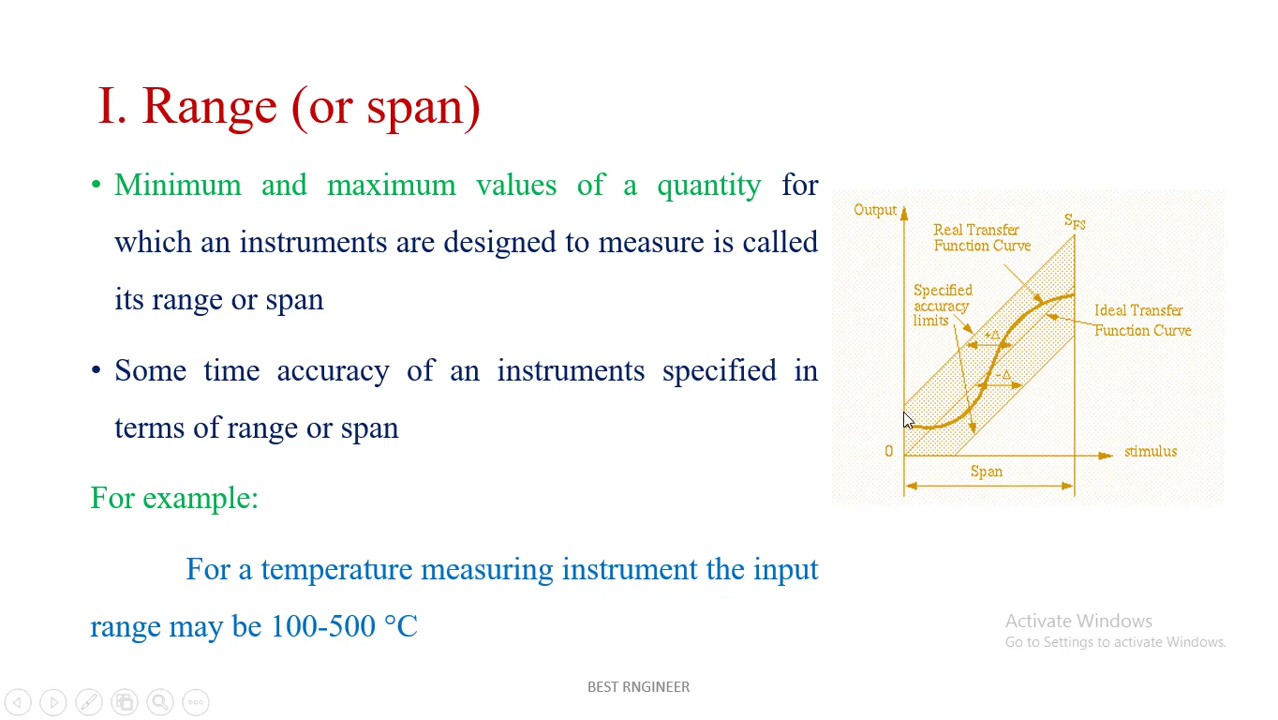 I. Range (or span)
• Minimum and maximum values of a quantity for
which an instruments are designed to measure is called
its range or span
• Some time accuracy of an instruments specified in
terms of range or span
For example:
For a temperature measuring instrument the input
range may be 100-500 °C
Output
SFS
Real Transfer
Function Curve
Specified
accuracy
limits
Ideal Transfer
Function Curve
+Δ
-Δ
0
stimulus
Span
Activate Windows
Go to Settings to activate Windows.
BEST RNGINEER